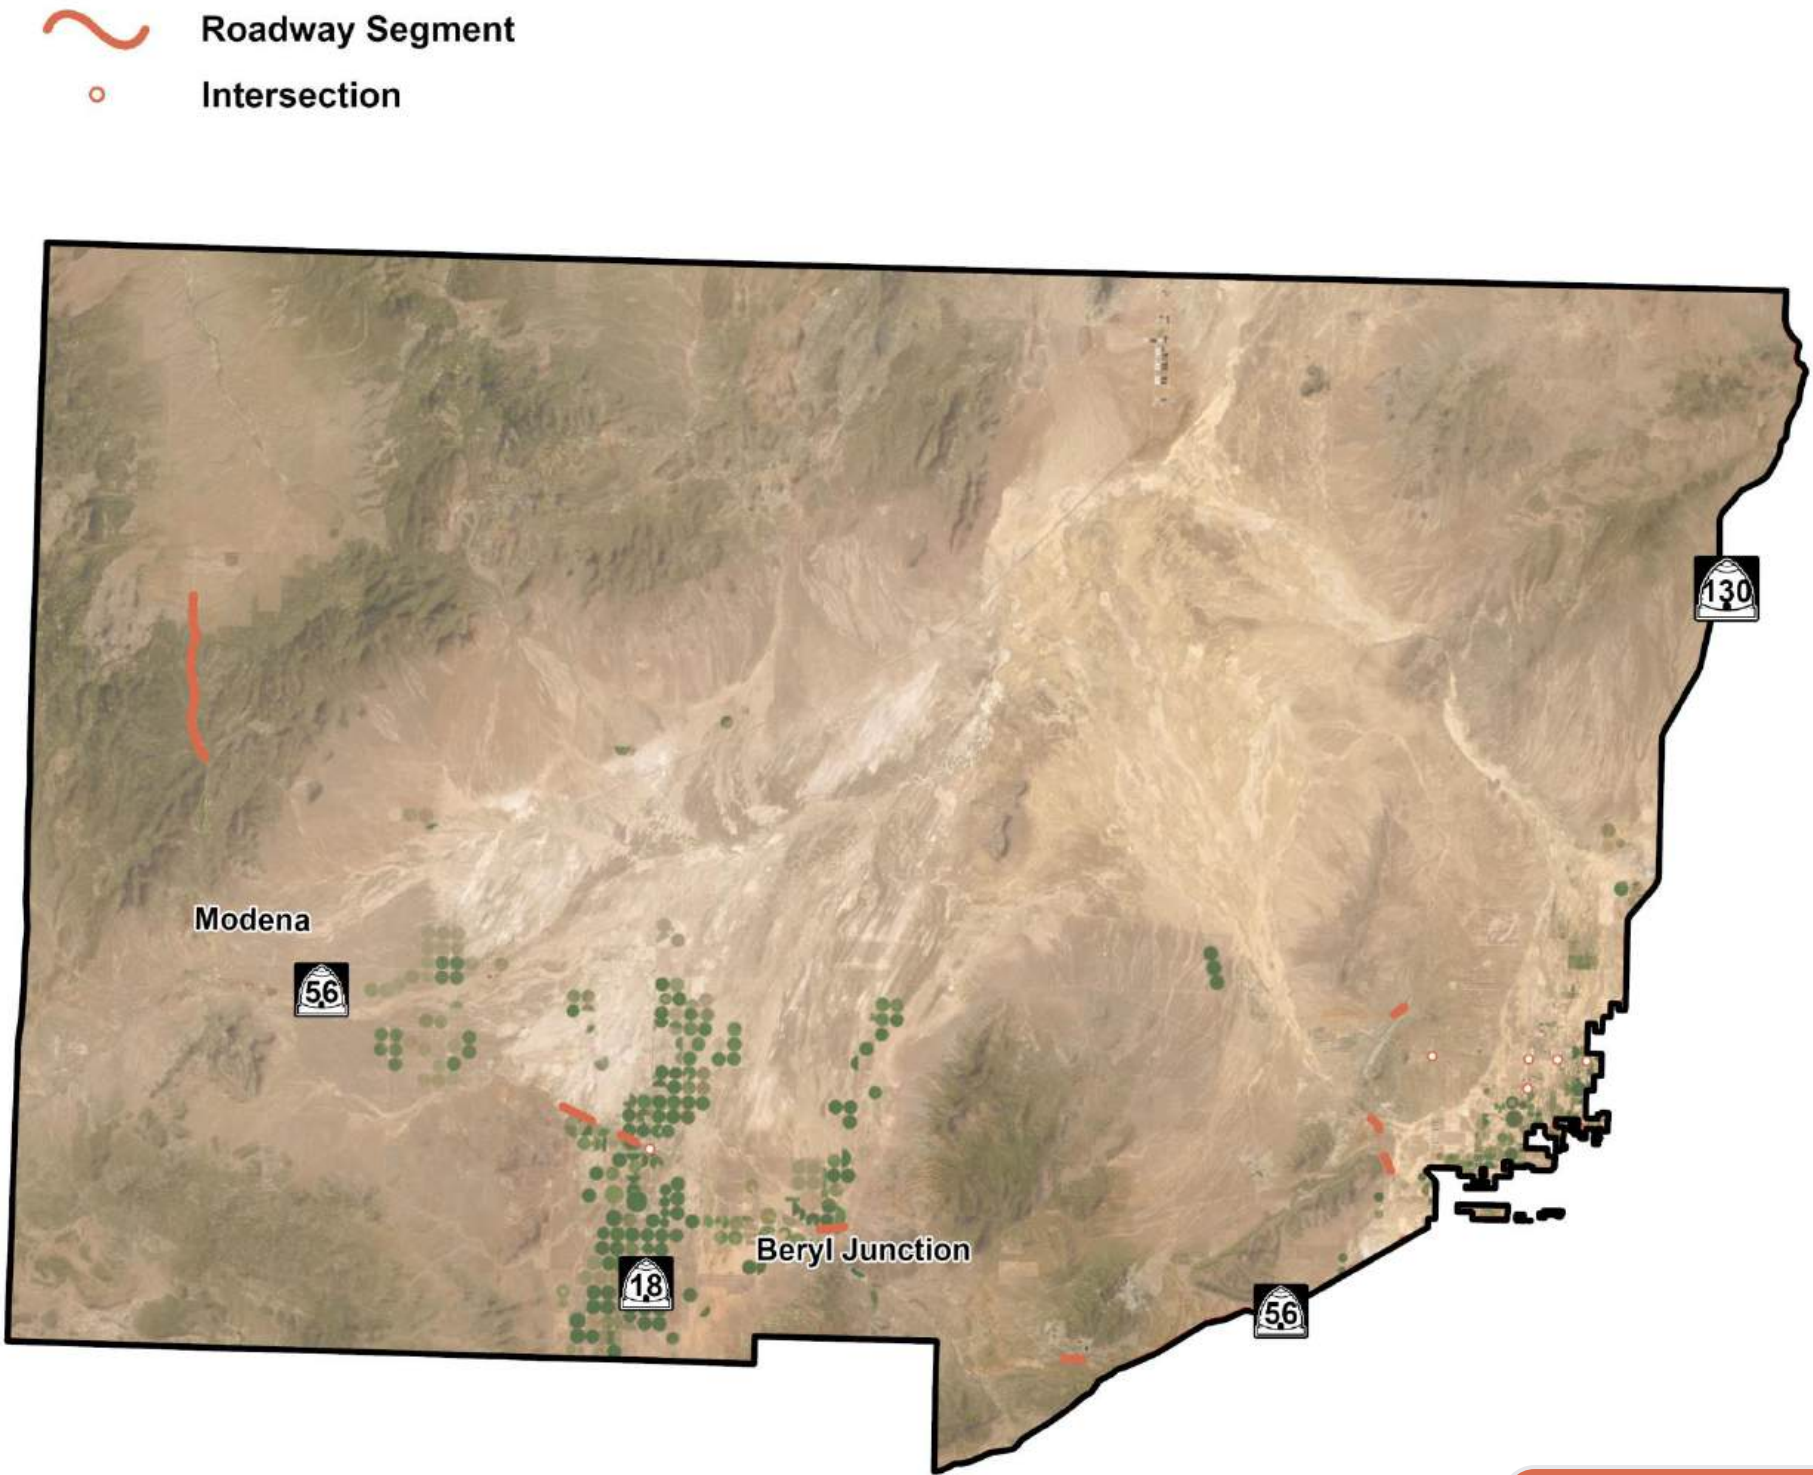 Roadway Segment
Intersection
130
Modena
56
Beryl Junction
18
56